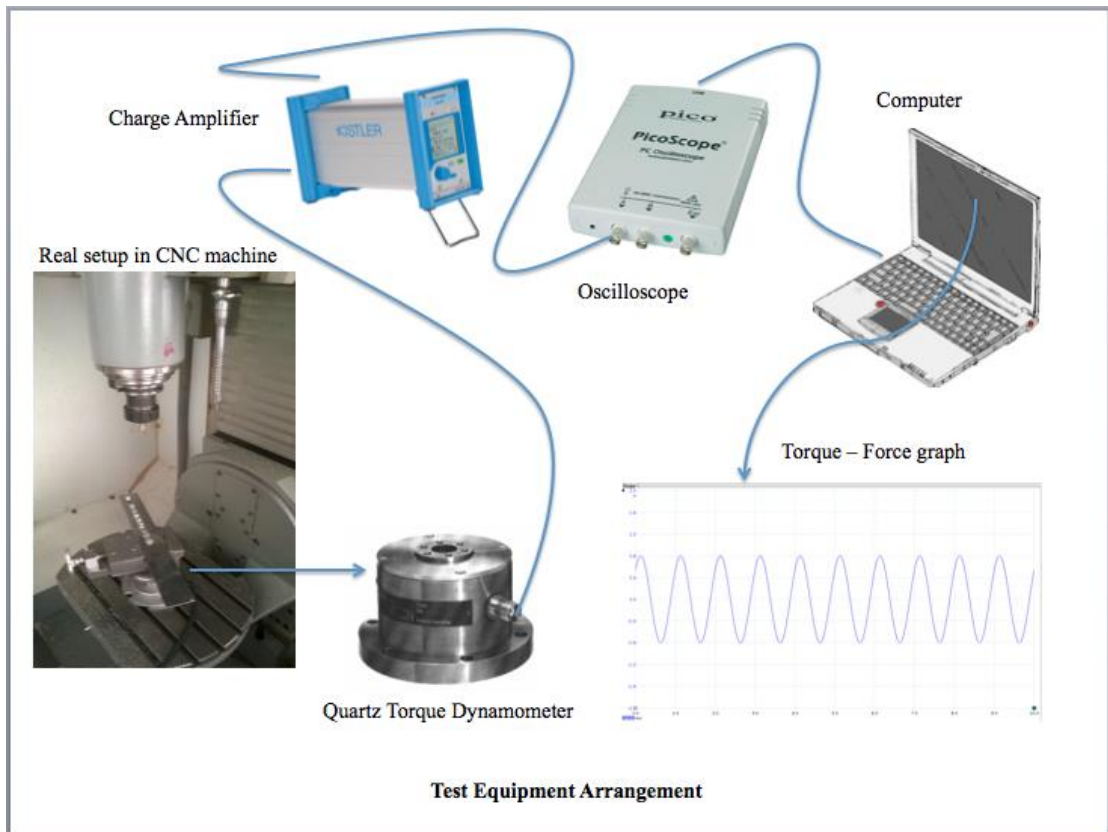 Charge Amplifier
KISTLER
pico
PicoScope
PC Oscilloscope
Computer
Real setup in CNC machine
Oscilloscope
Torque – Force graph
Quartz Torque Dynamometer
Test Equipment Arrangement